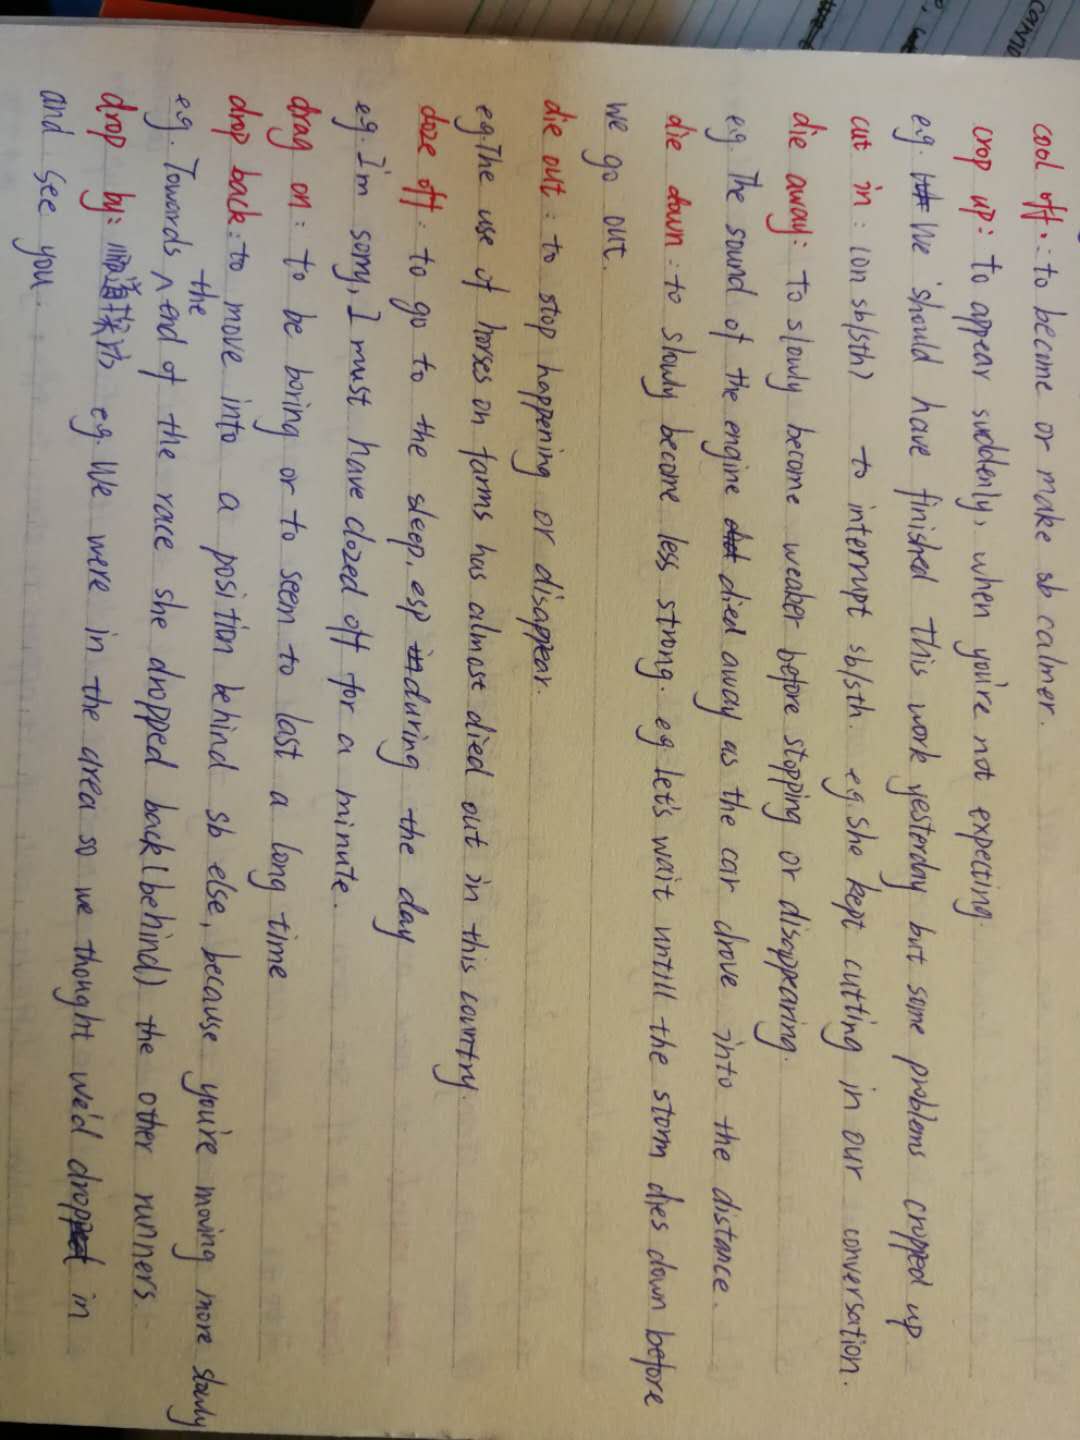 cool off: to become or make sb calmer.
crop up: to appear suddenly, when you're not expecting.
e.g. We should have finished this work yesterday but some problems cropped up.
cut in: (on sb/sth) to interrupt sb/sth. eg. She kept cutting in our conversation.
die away: to slowly become weaker before stopping or disappearing.
e.g. The sound of the engine died away as the car drove into the distance.
die down: to slowly become less strong. eg Let's wait untill the storm dies down before
we go out.
die out: to stop happening or disappear.
eg. The use of horses on farms has almost died out in this country.
doze off: to go to the sleep, esp during the day
eg. I'm sorry, I must have dozed off for a minute.
drag on: to be boring or to seem to last a long time
drop back: to move into a position behind sb else, because you're moving more slowly
eg. Towards the end of the race she dropped back (behind) the other runners
drop by: 顺道探访 eg. We were in the area so we thought we'd drop in
and see you.